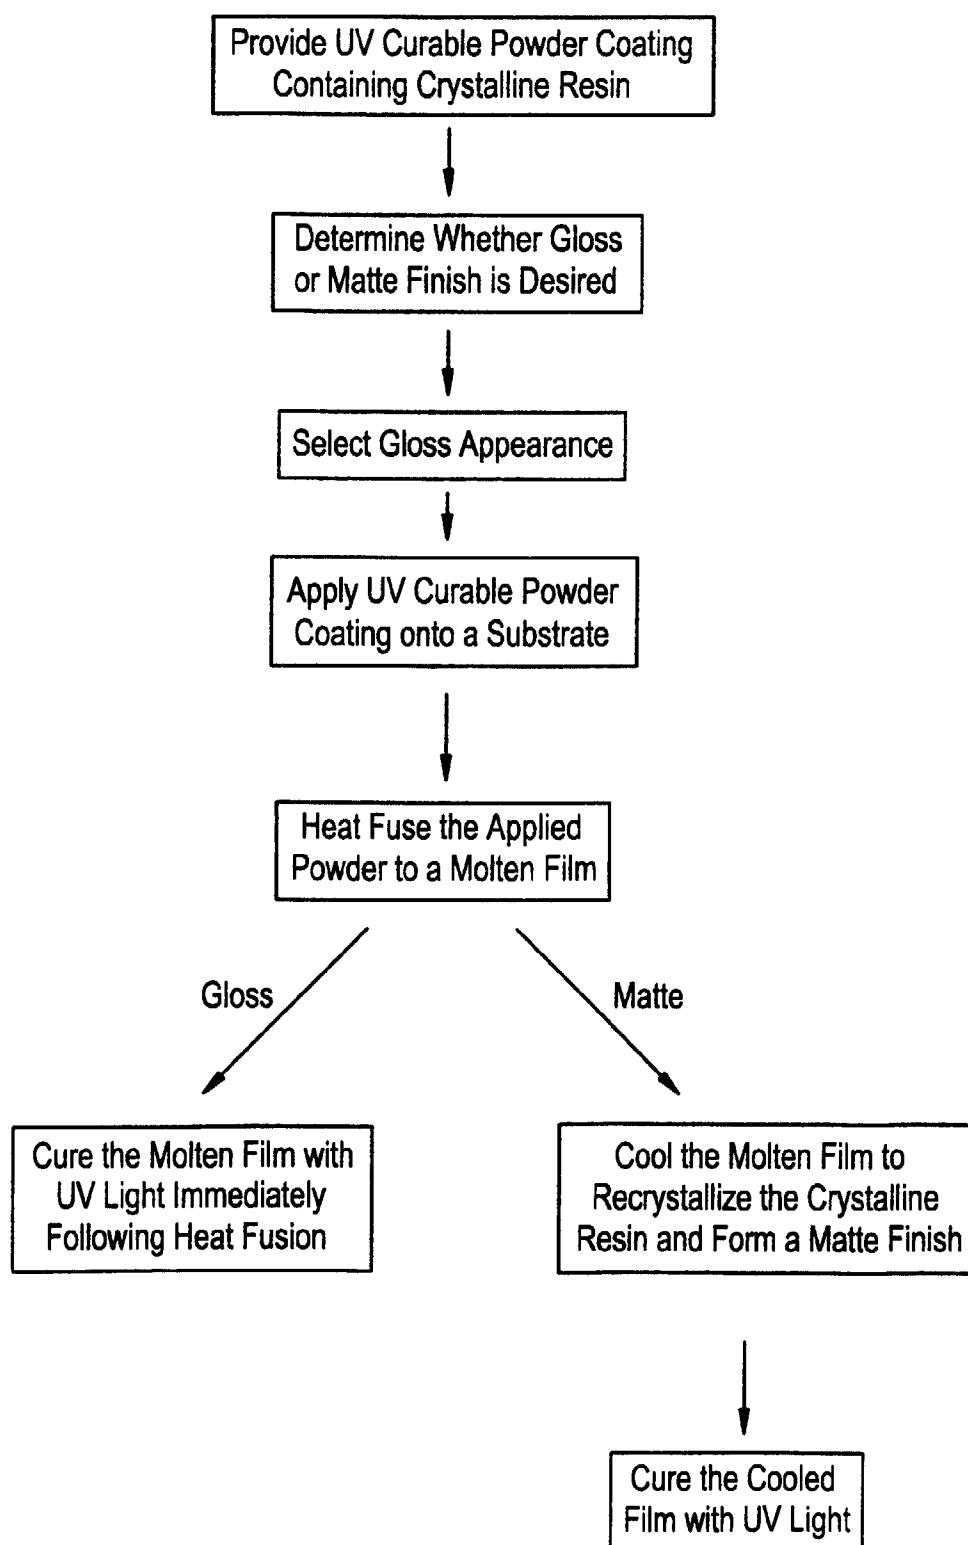 Provide UV Curable Powder Coating
Containing Crystalline Resin
Determine Whether Gloss
or Matte Finish is Desired
Select Gloss Appearance
Apply UV Curable Powder
Coating onto a Substrate
Heat Fuse the Applied
Powder to a Molten Film
Gloss
Matte
Cure the Molten Film with
UV Light Immediately
Following Heat Fusion
Cool the Molten Film to
Recrystallize the Crystalline
Resin and Form a Matte Finish
Cure the Cooled
Film with UV Light